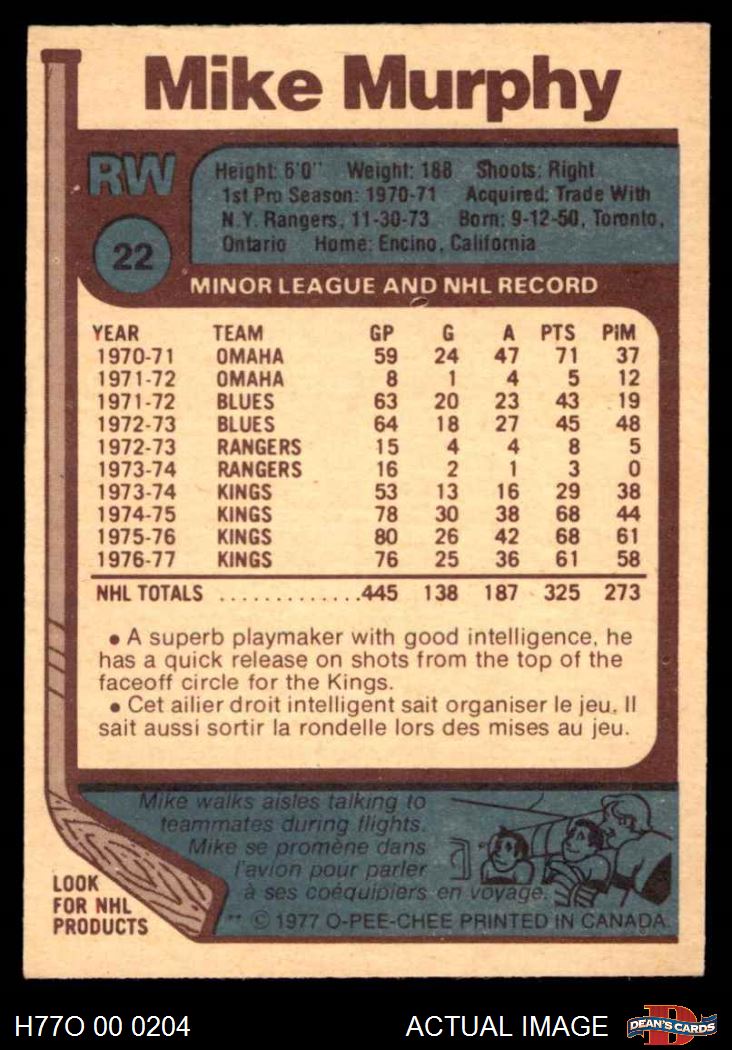 Mike Murphy
RW
22
Height: 6'0" Weight: 188 Shoots: Right
1st Pro Season: 1970-71 Acquired: Trade With
N.Y. Rangers, 11-30-73 Born: 9-12-50, Toronto,
Ontario Home: Encino, California
MINOR LEAGUE AND NHL RECORD
YEAR TEAM GP G A PTS PiM
1970-71 OMAHA 59 24 47 71 37
1971-72 OMAHA 8 1 4 5 12
1971-72 BLUES 63 20 23 43 19
1972-73 BLUES 64 18 27 45 48
1972-73 RANGERS 15 4 4 8 5
1973-74 RANGERS 16 2 1 3 0
1973-74 KINGS 53 13 16 29 38
1974-75 KINGS 78 30 38 68 44
1975-76 KINGS 80 26 42 68 61
1976-77 KINGS 76 25 36 61 58
NHL TOTALS .............445 138 187 325 273
• A superb playmaker with good intelligence, he
has a quick release on shots from the top of the
faceoff circle for the Kings.
• Cet ailier droit intelligent sait organiser le jeu. Il
sait aussi sortir la rondelle lors des mises au jeu.
Mike walks aisles talking to
teammates during flights.
Mike se promène dans
l'avion pour parler
à ses coéquipiers en voyage.
LOOK
FOR NHL
PRODUCTS
** © 1977 O-PEE-CHEE PRINTED IN CANADA
H77O 00 0204
ACTUAL IMAGE
D
DEAN'S CARDS